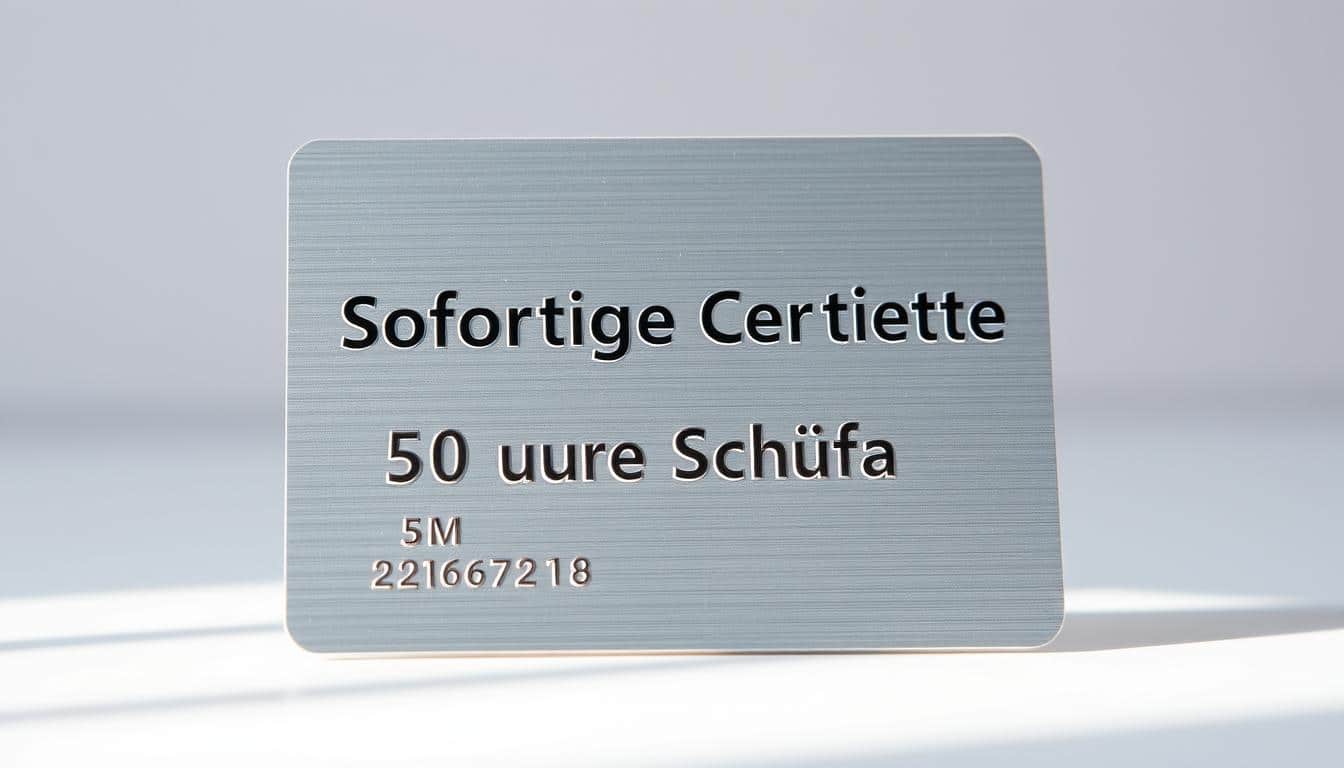 Sofortige Certiette
50 uure Schüfa
5M
221667218